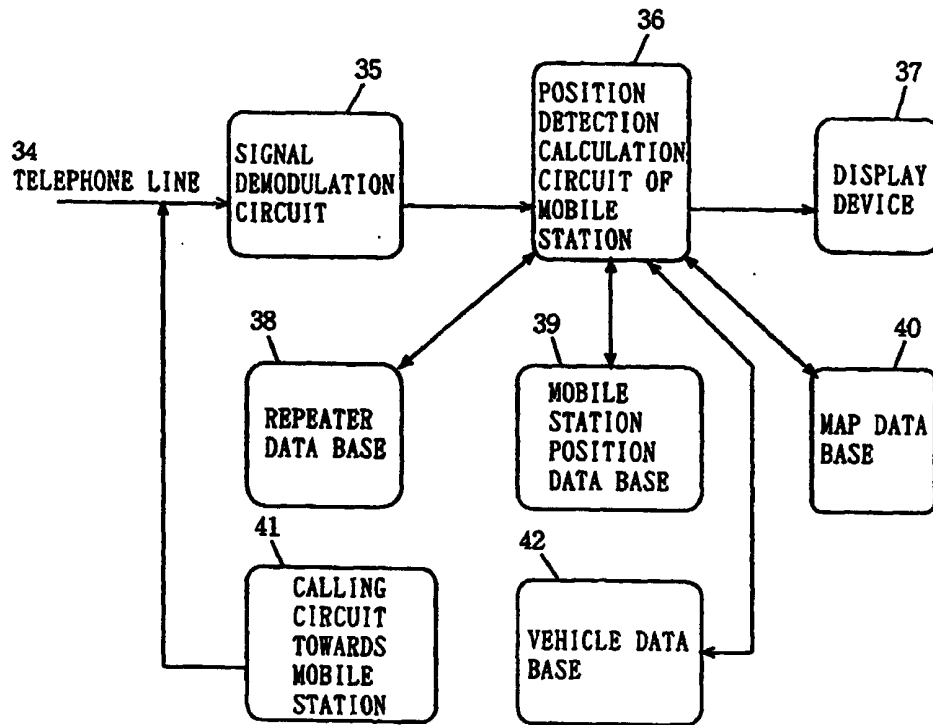 36
35
37
POSITION
DETECTION
CALCULATION
CIRCUIT OF
MOBILE
STATION
34
TELEPHONE LINE
SIGNAL
DEMODULATION
CIRCUIT
DISPLAY
DEVICE
38
39
40
REPEATER
DATA BASE
MOBILE
STATION
POSITION
DATA BASE
MAP DATA
BASE
41
42
CALLING
CIRCUIT
TOWARDS
MOBILE
STATION
VEHICLE DATA
BASE